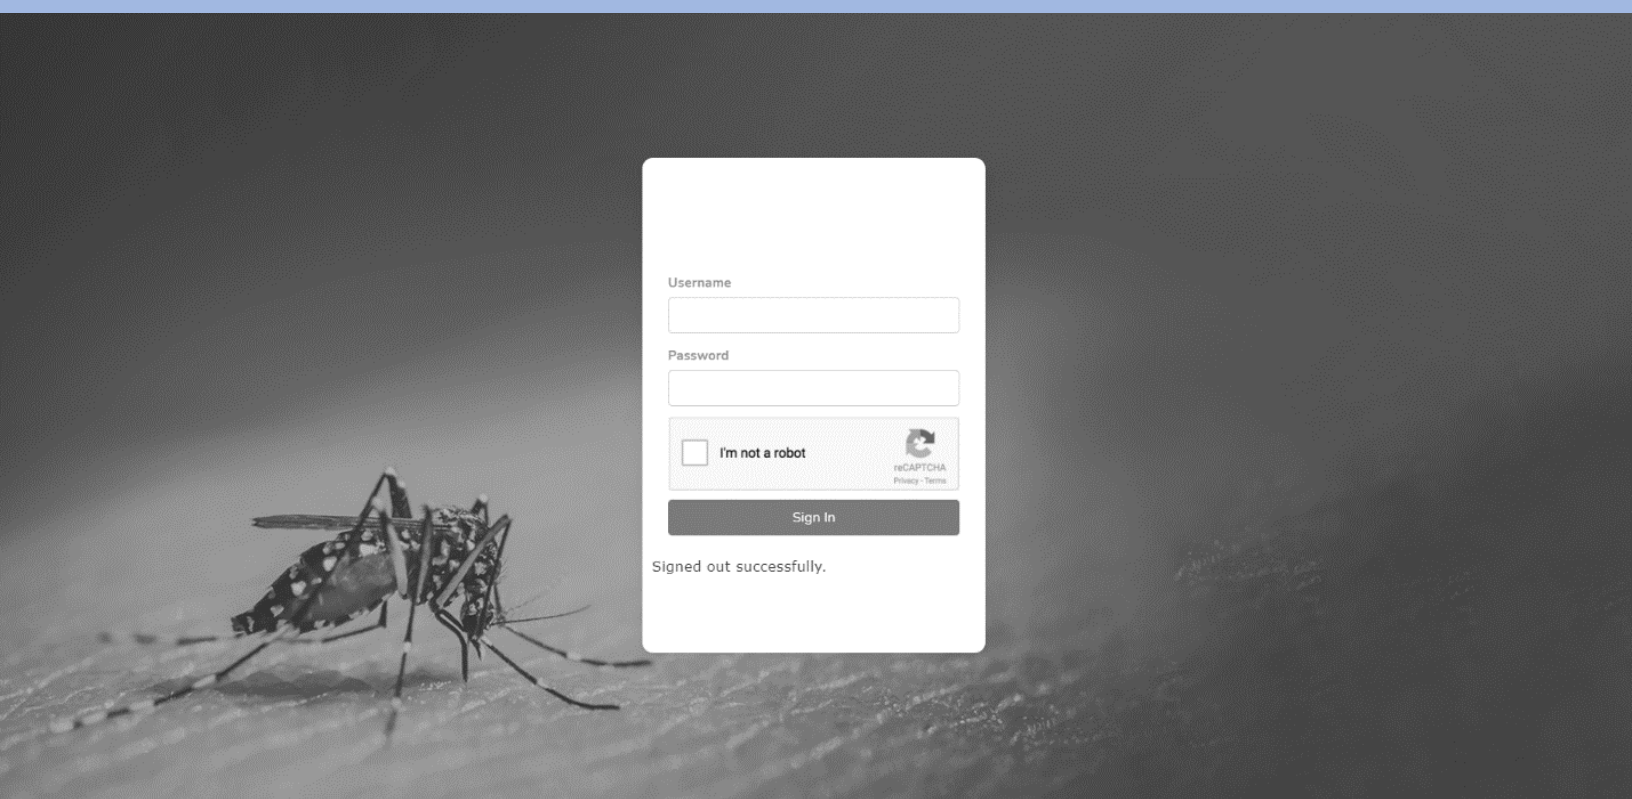 Username
Password
I'm not a robot
reCAPTCHA
Privacy - Terms
Sign In
Signed out successfully.